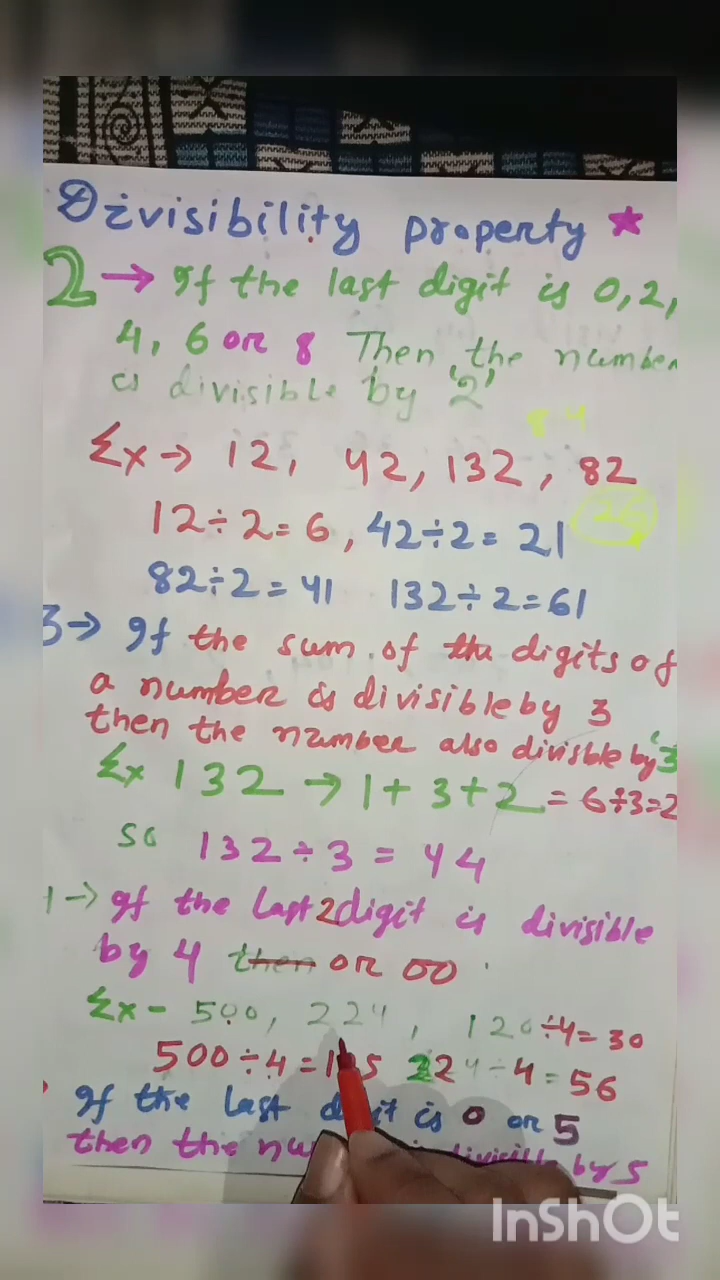 Divisibility property ★
2 → If the last digit is 0, 2,
4, 6 or 8 Then the number
is divisible by '2'
84
Ex → 12, 42, 132, 82
12 ÷ 2 = 6, 42 ÷ 2 = 21
82 ÷ 2 = 41 132 ÷ 2 = 61
3 → If the sum of the digits of
a number is divisible by 3
then the number also divisble by '3
Ex 132 → 1 + 3 + 2 = 6 ÷ 3 = 2
so 132 ÷ 3 = 44
→ If the last 2 digit is divisible
by 4 then or 00
Ex - 500, 224, 120 ÷ 4 = 30
500 ÷ 4 = 1 5 224 ÷ 4 = 56
If the last digit is 0 or 5
then the divisible by 5
InShOt